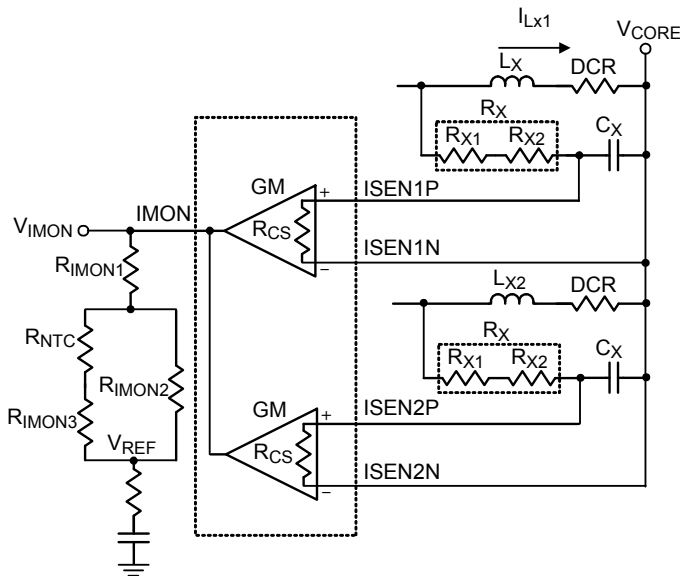 ILx1
VCORE
LX
DCR
RX
RX1
RX2
CX
GM
+
ISEN1P
VIMON
IMON
RCS
RIMON1
ISEN1N
−
LX2
DCR
RNTC
RX
RX1
RX2
CX
RIMON2
RIMON3
GM
ISEN2P
+
VREF
RCS
ISEN2N
−